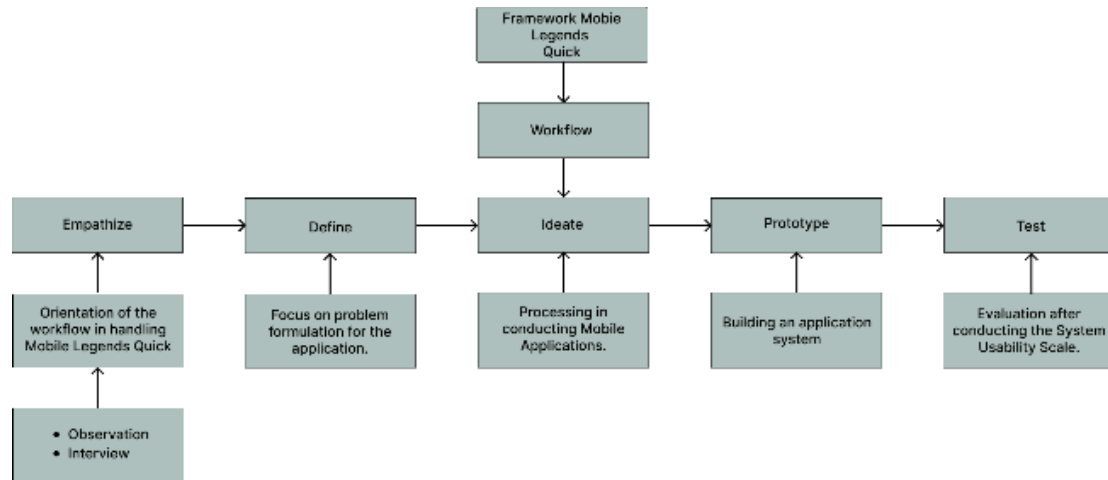 Framework Mobie
Legends
Quick
Workflow
Empathize
Define
Ideate
Prototype
Test
Orientation of the
workflow in handling
Mobile Legends Quick
Focus on problem
formulation for the
application.
Processing in
conducting Mobile
Applications.
Building an application
system
Evaluation after
conducting the System
Usability Scale.
• Observation
• Interview